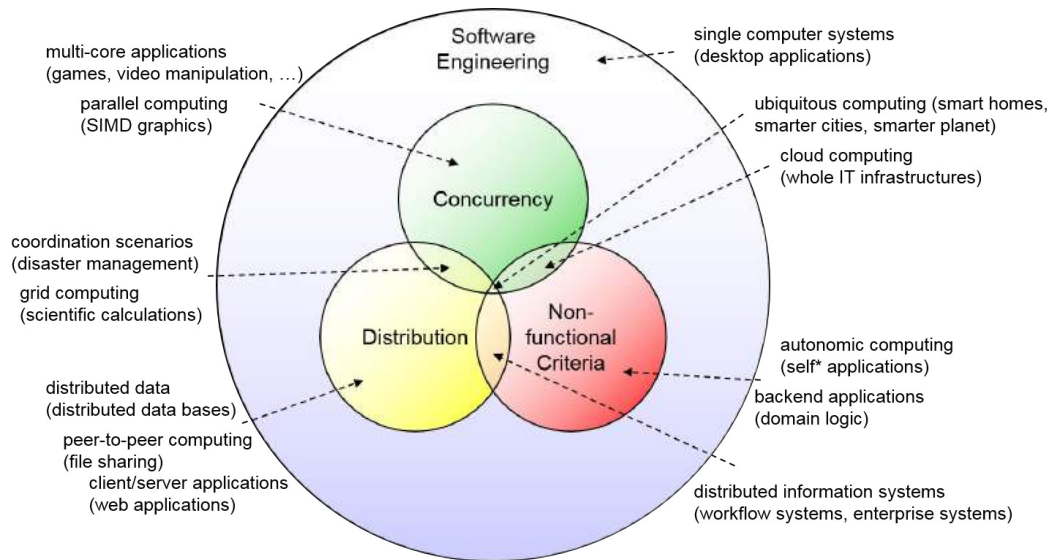 Software
Engineering
single computer systems
(desktop applications)
multi-core applications
(games, video manipulation, …)
parallel computing
(SIMD graphics)
ubiquitous computing (smart homes,
smarter cities, smarter planet)
cloud computing
(whole IT infrastructures)
Concurrency
coordination scenarios
(disaster management)
grid computing
(scientific calculations)
Distribution
Non-
functional
Criteria
autonomic computing
(self* applications)
backend applications
(domain logic)
distributed data
(distributed data bases)
peer-to-peer computing
(file sharing)
client/server applications
(web applications)
distributed information systems
(workflow systems, enterprise systems)